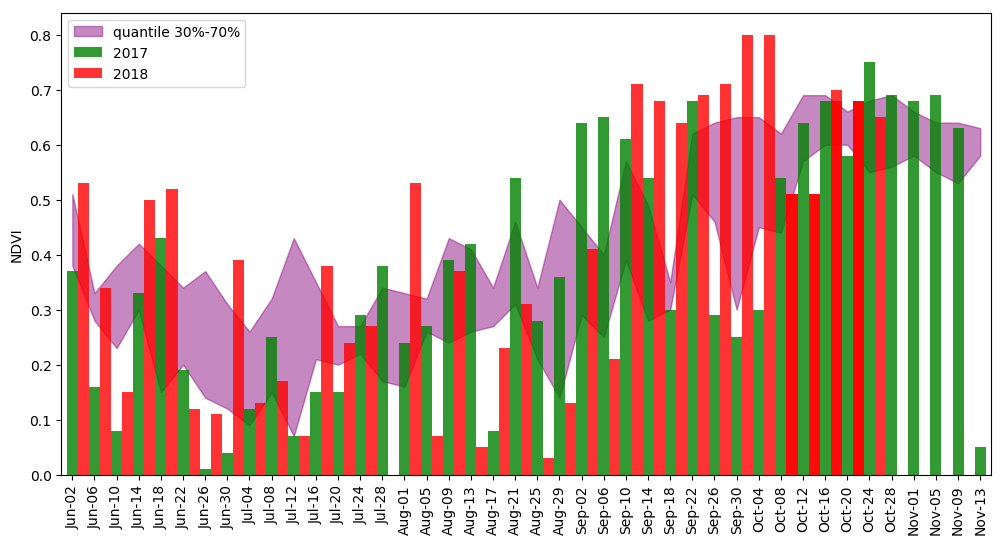 quantile 30%-70%
2017
2018
NDVI
0.8
0.7
0.6
0.5
0.4
0.3
0.2
0.1
0.0
Jun-02
Jun-06
Jun-10
Jun-14
Jun-18
Jun-22
Jun-26
Jun-30
Jul-04
Jul-08
Jul-12
Jul-16
Jul-20
Jul-24
Jul-28
Aug-01
Aug-05
Aug-09
Aug-13
Aug-17
Aug-21
Aug-25
Aug-29
Sep-02
Sep-06
Sep-10
Sep-14
Sep-18
Sep-22
Sep-26
Sep-30
Oct-04
Oct-08
Oct-12
Oct-16
Oct-20
Oct-24
Oct-28
Nov-01
Nov-05
Nov-09
Nov-13